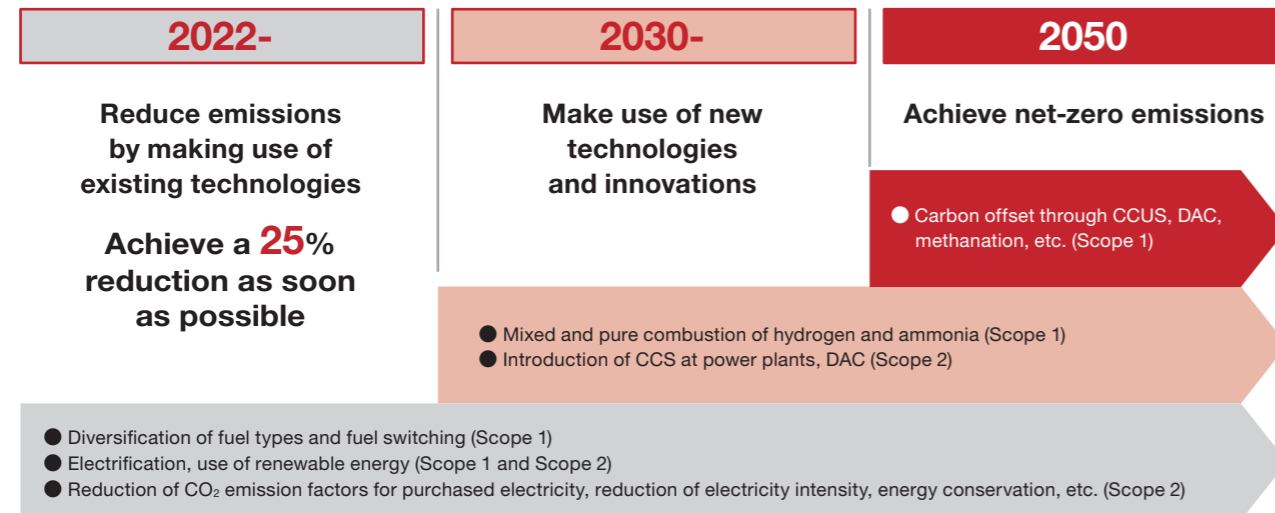 2022-
Reduce emissions
by making use of
existing technologies
Achieve a 25%
reduction as soon
as possible
2030-
Make use of new
technologies
and innovations
2050
Achieve net-zero emissions
● Carbon offset through CCUS, DAC,
methanation, etc. (Scope 1)
● Mixed and pure combustion of hydrogen and ammonia (Scope 1)
● Introduction of CCS at power plants, DAC (Scope 2)
● Diversification of fuel types and fuel switching (Scope 1)
● Electrification, use of renewable energy (Scope 1 and Scope 2)
● Reduction of CO₂ emission factors for purchased electricity, reduction of electricity intensity, energy conservation, etc. (Scope 2)